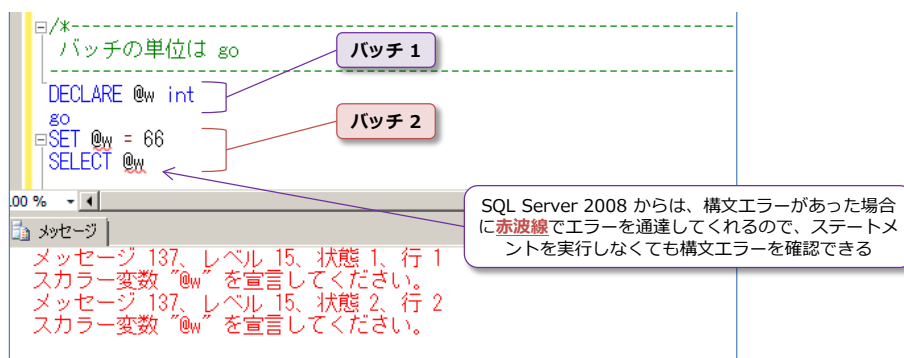 /*------------------------------------------------------------
バッチの単位は go
------------------------------------------------------------
DECLARE @w int
go
SET @w = 66
SELECT @w
バッチ 1
バッチ 2
SQL Server 2008 からは、構文エラーがあった場合
に赤波線でエラーを通達してくれるので、ステートメ
ントを実行しなくても構文エラーを確認できる
.00 %
メッセージ
メッセージ 137、レベル 15、状態 1、行 1
スカラー変数 "@w" を宣言してください。
メッセージ 137、レベル 15、状態 2、行 2
スカラー変数 "@w" を宣言してください。